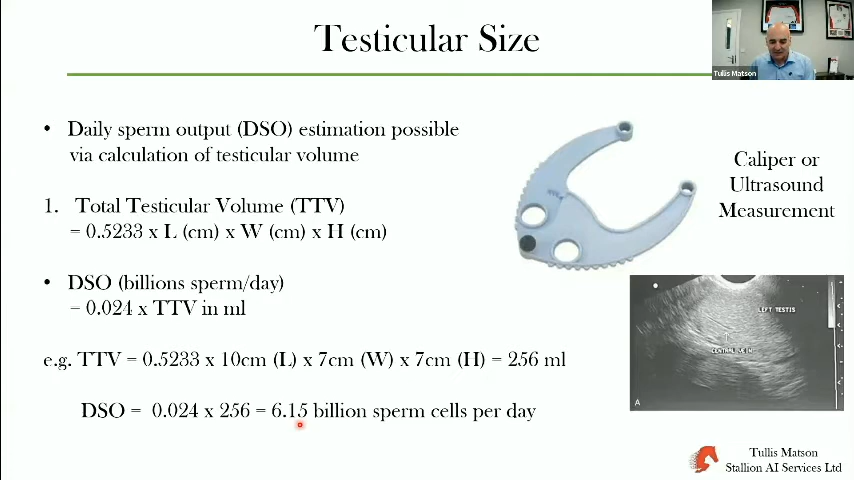 Testicular Size
Tullis Matson
• Daily sperm output (DSO) estimation possible
via calculation of testicular volume
1. Total Testicular Volume (TTV)
= 0.5233 x L (cm) x W (cm) x H (cm)
• DSO (billions sperm/day)
= 0.024 x TTV in ml
e.g. TTV = 0.5233 x 10cm (L) x 7cm (W) x 7cm (H) = 256 ml
DSO = 0.024 x 256 = 6.15 billion sperm cells per day
Caliper or
Ultrasound
Measurement
LEFT TESTIS
CENTRAL VEIN
A
Tullis Matson
Stallion AI Services Ltd